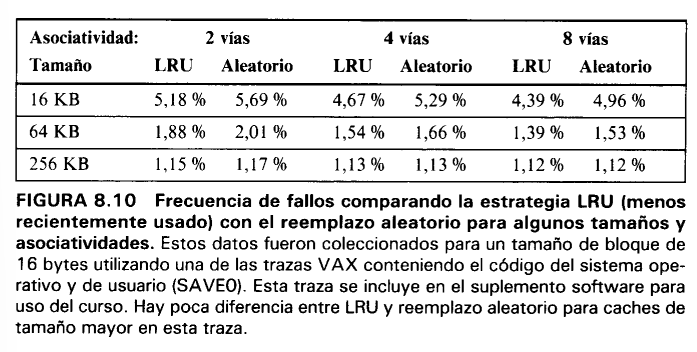 Asociatividad: 2 vías 4 vías 8 vías
Tamaño LRU Aleatorio LRU Aleatorio LRU Aleatorio
16 KB 5,18 % 5,69 % 4,67 % 5,29 % 4,39 % 4,96 %
64 KB 1,88 % 2,01 % 1,54 % 1,66 % 1,39 % 1,53 %
256 KB 1,15 % 1,17 % 1,13 % 1,13 % 1,12 % 1,12 %
FIGURA 8.10 Frecuencia de fallos comparando la estrategia LRU (menos
recientemente usado) con el reemplazo aleatorio para algunos tamaños y
asociatividades. Estos datos fueron coleccionados para un tamaño de bloque de
16 bytes utilizando una de las trazas VAX conteniendo el código del sistema ope-
rativo y de usuario (SAVE0). Esta traza se incluye en el suplemento software para
uso del curso. Hay poca diferencia entre LRU y reemplazo aleatorio para caches de
tamaño mayor en esta traza.